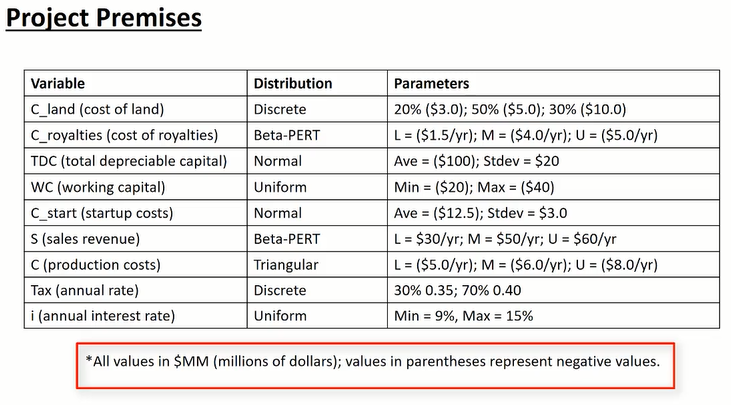 Project Premises
Variable Distribution Parameters
C_land (cost of land) Discrete 20% ($3.0); 50% ($5.0); 30% ($10.0)
C_royalties (cost of royalties) Beta-PERT L = ($1.5/yr); M = ($4.0/yr); U = ($5.0/yr)
TDC (total depreciable capital) Normal Ave = ($100); Stdev = $20
WC (working capital) Uniform Min = ($20); Max = ($40)
C_start (startup costs) Normal Ave = ($12.5); Stdev = $3.0
S (sales revenue) Beta-PERT L = $30/yr; M = $50/yr; U = $60/yr
C (production costs) Triangular L = ($5.0/yr); M = ($6.0/yr); U = ($8.0/yr)
Tax (annual rate) Discrete 30% 0.35; 70% 0.40
i (annual interest rate) Uniform Min = 9%, Max = 15%
*All values in $MM (millions of dollars); values in parentheses represent negative values.